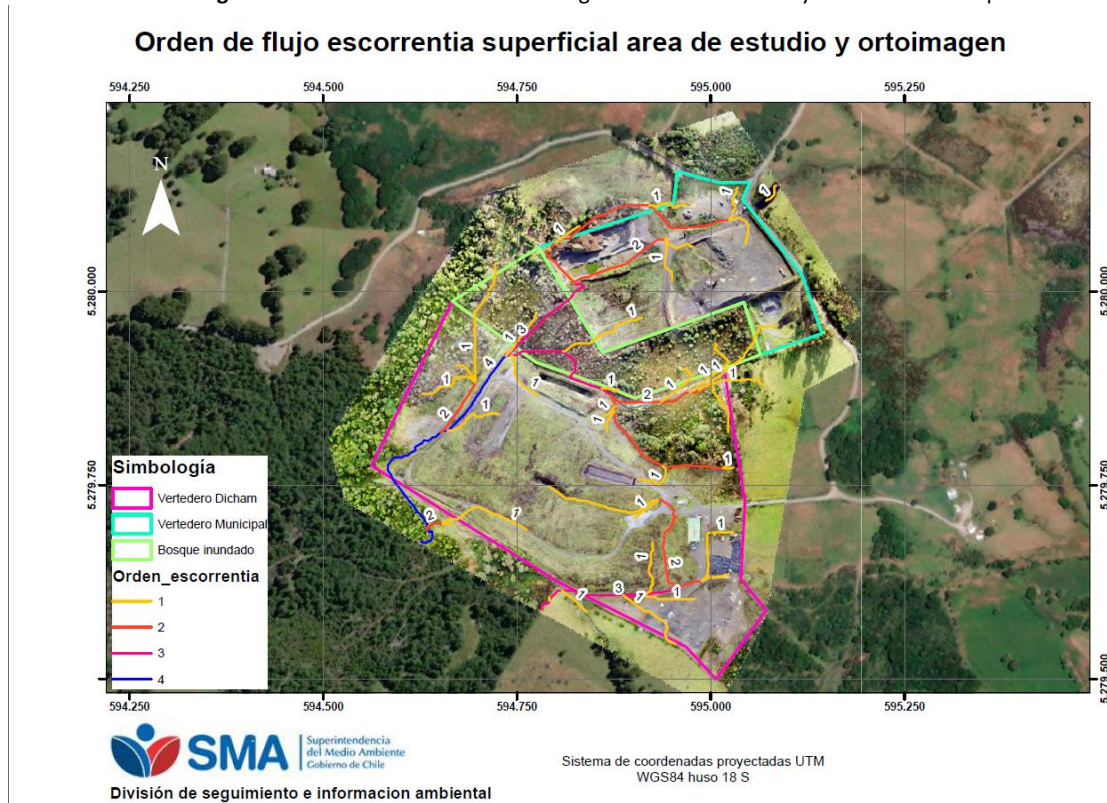 Orden de flujo escorrentia superficial area de estudio y ortoimagen
594.250 594.500 594.750 595.000 595.250
N
5.280.000 5.280.000
5.279.750 5.279.750
5.279.500
Simbología
Vertedero Dicham
Vertedero Municipal
Bosque inundado
Orden_escorrentia
1
2
3
4
594.250 594.500 594.750 595.000 595.250
SMA
Superintendencia
del Medio Ambiente
Gobierno de Chile
División de seguimiento e informacion ambiental
Sistema de coordenadas proyectadas UTM
WGS84 huso 18 S